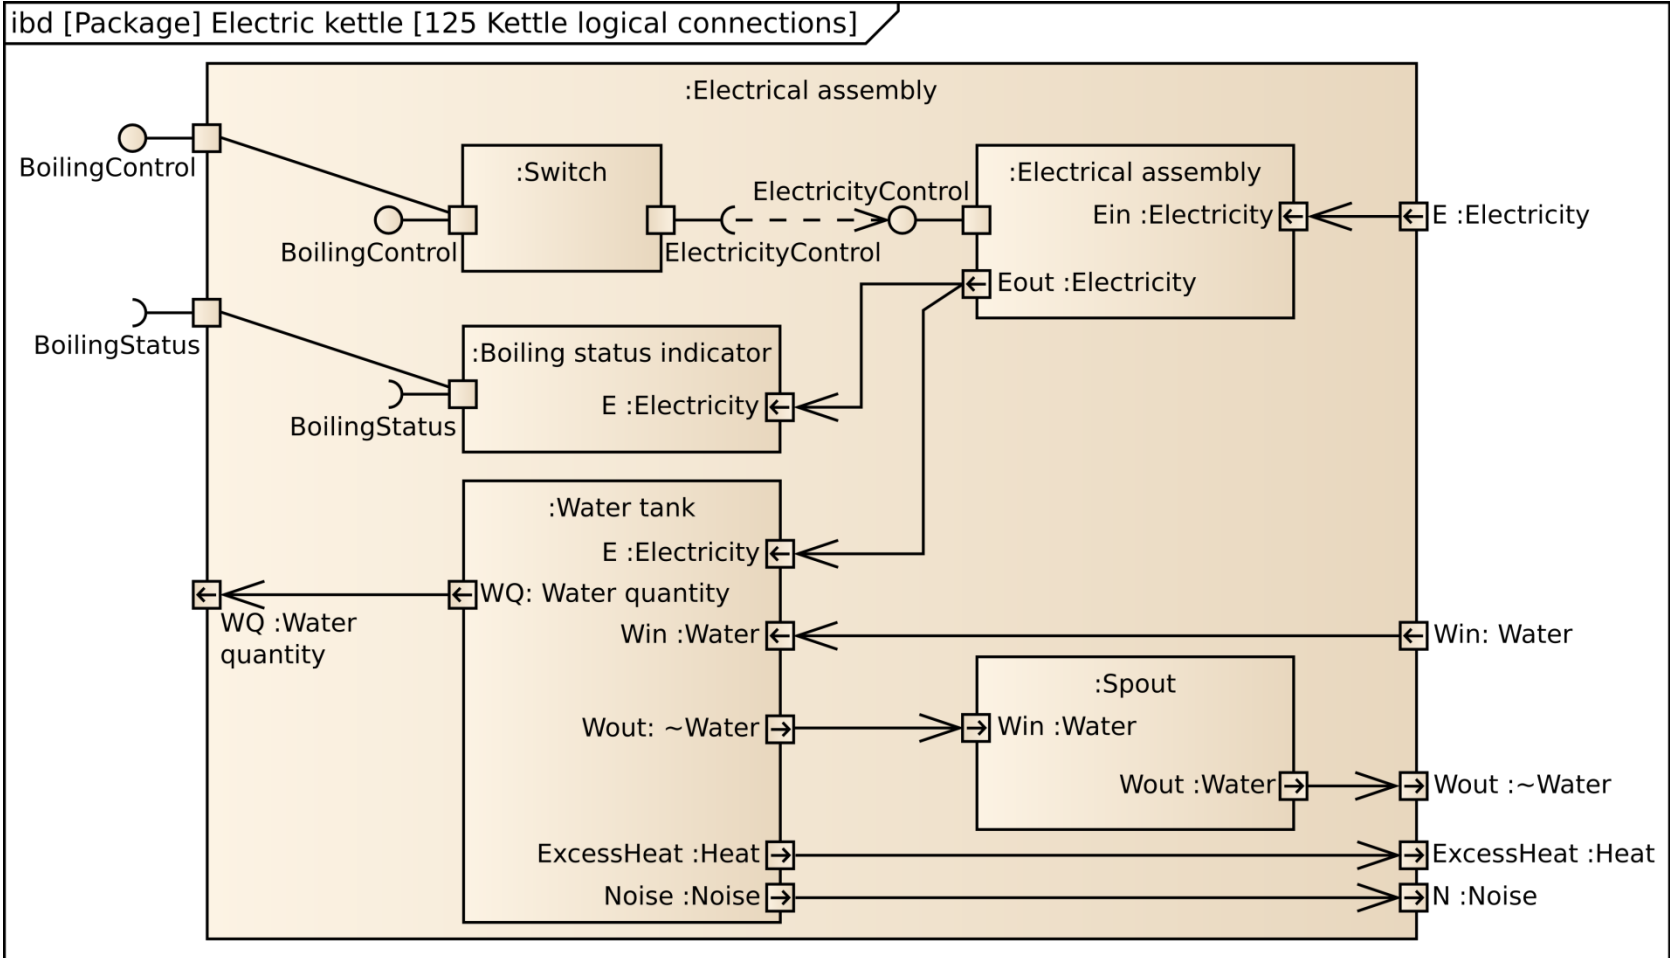 ibd [Package] Electric kettle [125 Kettle logical connections]
:Electrical assembly
BoilingControl
:Switch
BoilingControl
ElectricityControl
ElectricityControl
:Electrical assembly
Ein :Electricity
E :Electricity
Eout :Electricity
BoilingStatus
:Boiling status indicator
E :Electricity
BoilingStatus
:Water tank
E :Electricity
WQ: Water quantity
WQ :Water
quantity
Win :Water
Win: Water
:Spout
Wout: ~Water
Win :Water
Wout :Water
Wout :~Water
ExcessHeat :Heat
ExcessHeat :Heat
Noise :Noise
N :Noise